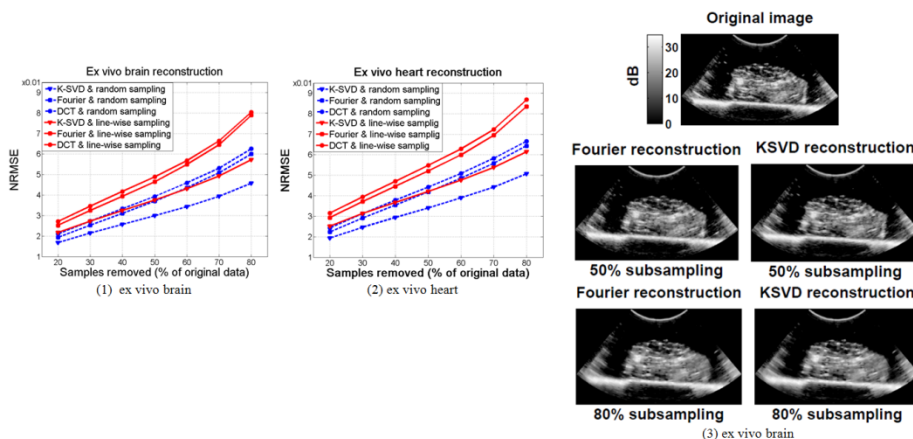 Ex vivo brain reconstruction
x0.01
K-SVD & random sampling
Fourier & random sampling
DCT & random sampling
K-SVD & line-wise sampling
Fourier & line-wise sampling
DCT & line-wise samplig
NRMSE
9
8
7
6
5
4
3
2
1
20 30 40 50 60 70 80
Samples removed (% of original data)
(1) ex vivo brain
Ex vivo heart reconstruction
x0.01
K-SVD & random sampling
Fourier & random sampling
DCT & random sampling
K-SVD & line-wise sampling
Fourier & line-wise samplig
DCT & line-wise samplig
NRMSE
9
8
7
6
5
4
3
2
1
20 30 40 50 60 70 80
Samples removed (% of original data)
(2) ex vivo heart
Original image
dB
30
20
10
0
Fourier reconstruction KSVD reconstruction
50% subsampling 50% subsampling
Fourier reconstruction KSVD reconstruction
80% subsampling 80% subsampling
(3) ex vivo brain